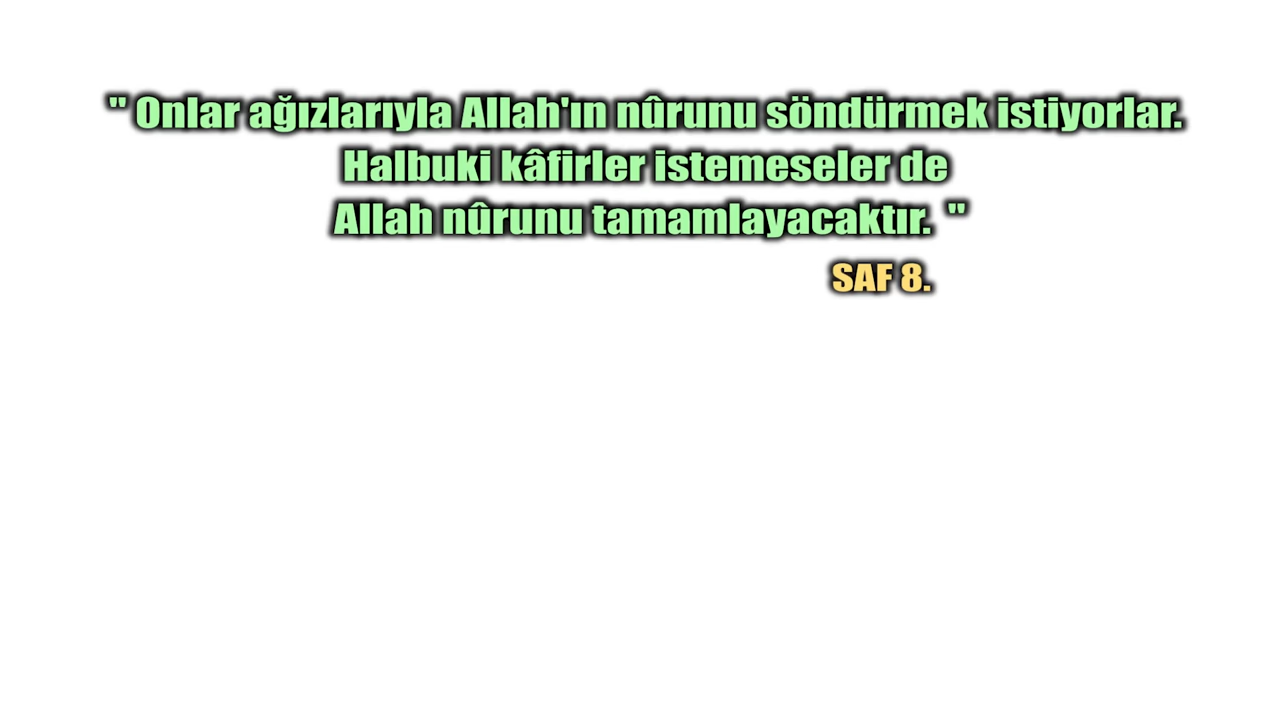 " Onlar ağızlarıyla Allah'ın nûrunu söndürmek istiyorlar.
Halbuki kâfirler istemeseler de
Allah nûrunu tamamlayacaktır. "
SAF 8.